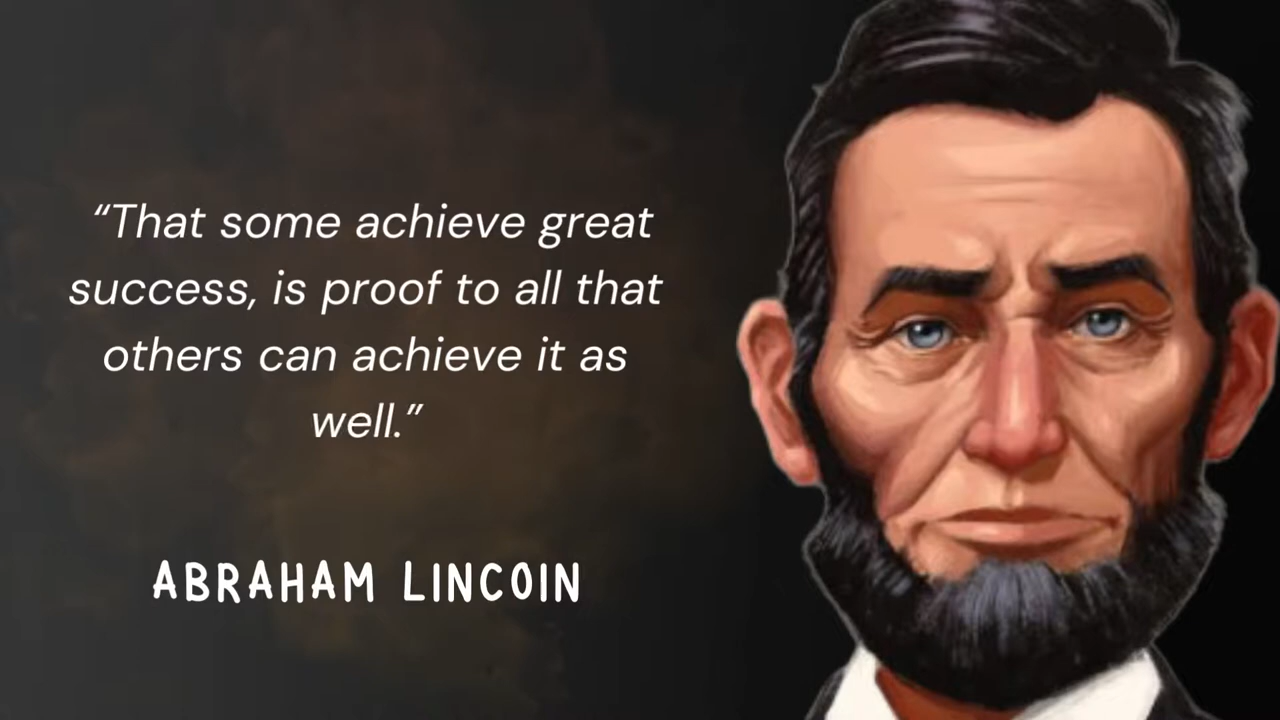 “That some achieve great
success, is proof to all that
others can achieve it as
well.”
ABRAHAM LINCOIN